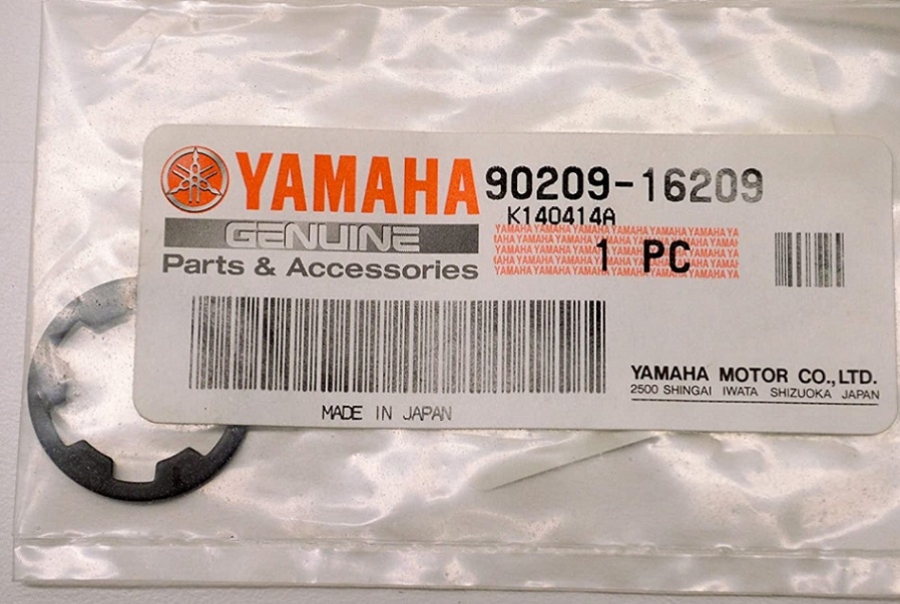 YAMAHA 90209-16209
K140414A
GENUINE
1 PC
Parts & Accessories
YAMAHA MOTOR CO.,LTD.
2500 SHINGAI IWATA SHIZUOKA JAPAN
MADE IN JAPAN